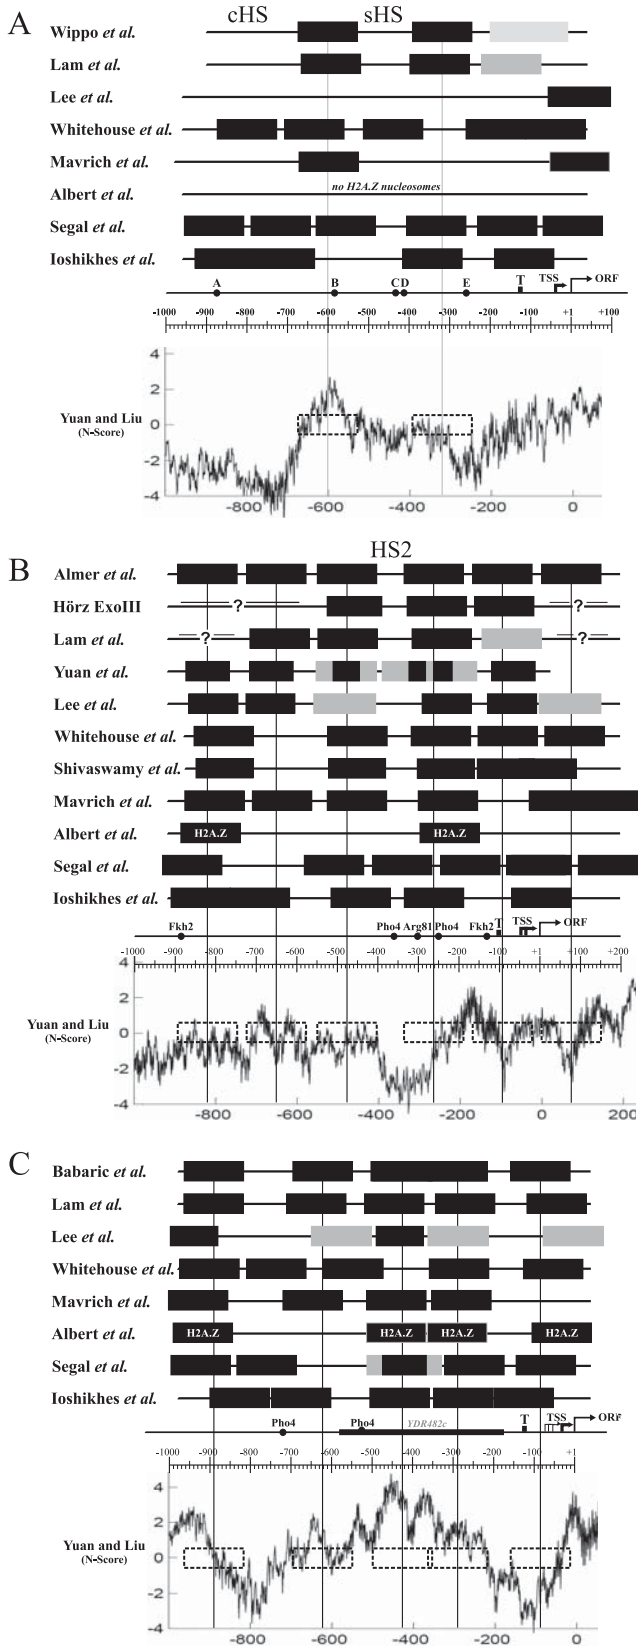 A
cHS sHS
Wippo et al.
Lam et al.
Lee et al.
Whitehouse et al.
Mavrich et al.
Albert et al. no H2A.Z nucleosomes
Segal et al.
Ioshikhes et al.
A B C D E T TSS ORF
-1000 -900 -800 -700 -600 -500 -400 -300 -200 -100 +1 +100
4
2
Yuan and Liu 0
(N-Score)
-2
-4
-800 -600 -400 -200 0
B
HS2
Almer et al.
Hörz ExoIII ? ?
Lam et al. ? ?
Yuan et al.
Lee et al.
Whitehouse et al.
Shivaswamy et al.
Mavrich et al.
Albert et al. H2A.Z H2A.Z
Segal et al.
Ioshikhes et al.
Fkh2 Pho4 Arg81 Pho4 Fkh2 T TSS ORF
-1000 -900 -800 -700 -600 -500 -400 -300 -200 -100 +1 +100 +200
4
2
Yuan and Liu 0
(N-Score)
-2
-4
-800 -600 -400 -200 0 200
C
Babaric et al.
Lam et al.
Lee et al.
Whitehouse et al.
Mavrich et al.
Albert et al. H2A.Z H2A.Z H2A.Z H2A.Z
Segal et al.
Ioshikhes et al.
Pho4 Pho4 YDR482c T TSS ORF
-1000 -900 -800 -700 -600 -500 -400 -300 -200 -100 +1
4
2
Yuan and Liu 0
(N-Score)
-2
-4
-800 -600 -400 -200 0